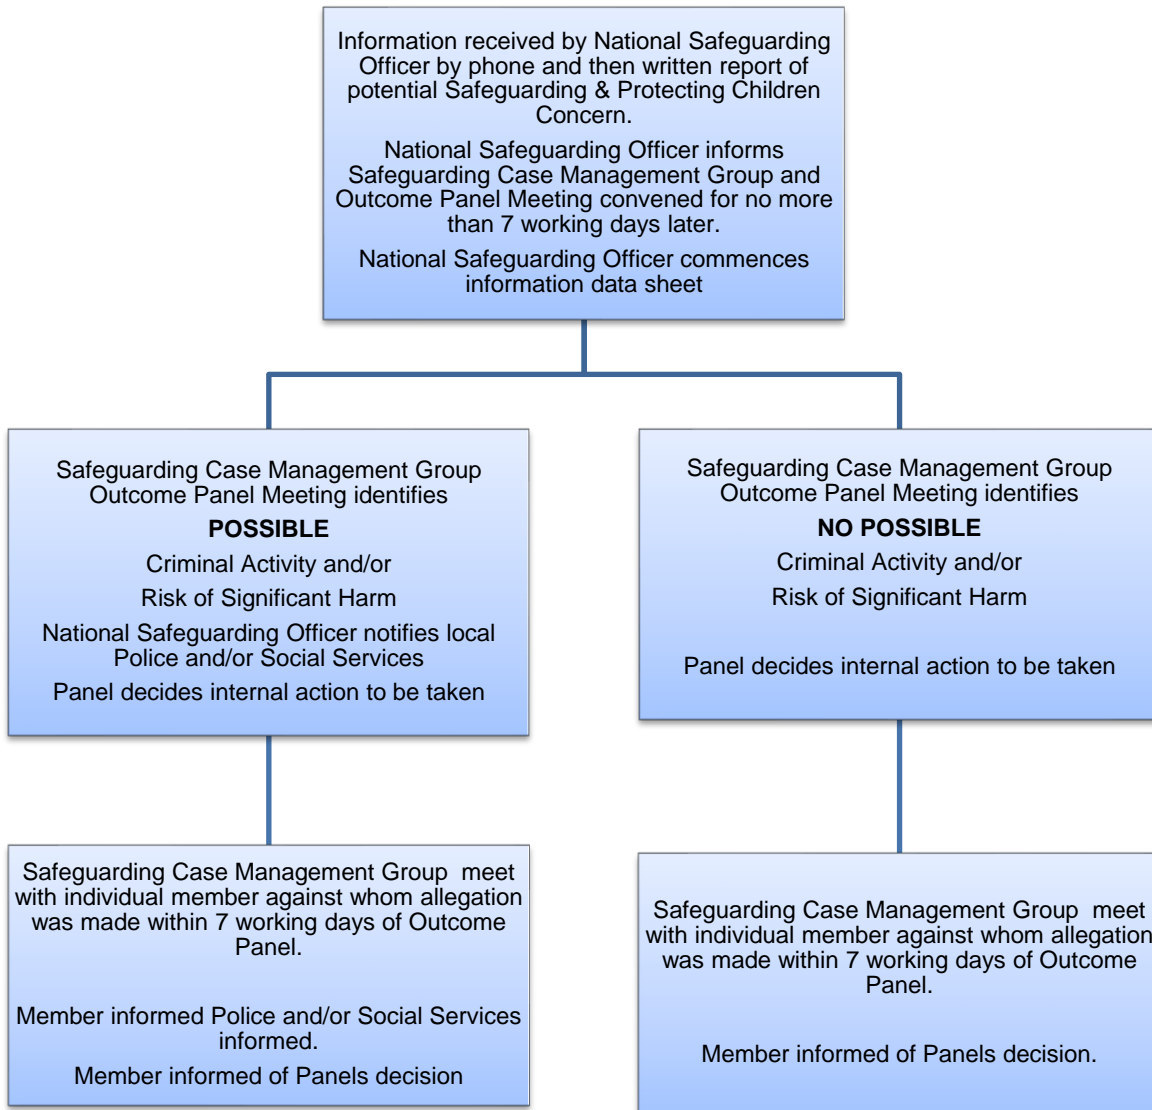 Information received by National Safeguarding
Officer by phone and then written report of
potential Safeguarding & Protecting Children
Concern.
National Safeguarding Officer informs
Safeguarding Case Management Group and
Outcome Panel Meeting convened for no more
than 7 working days later.
National Safeguarding Officer commences
information data sheet
Safeguarding Case Management Group
Outcome Panel Meeting identifies
POSSIBLE
Criminal Activity and/or
Risk of Significant Harm
National Safeguarding Officer notifies local
Police and/or Social Services
Panel decides internal action to be taken
Safeguarding Case Management Group
Outcome Panel Meeting identifies
NO POSSIBLE
Criminal Activity and/or
Risk of Significant Harm
Panel decides internal action to be taken
Safeguarding Case Management Group meet
with individual member against whom allegation
was made within 7 working days of Outcome
Panel.
Member informed Police and/or Social Services
informed.
Member informed of Panels decision
Safeguarding Case Management Group meet
with individual member against whom allegation
was made within 7 working days of Outcome
Panel.
Member informed of Panels decision.